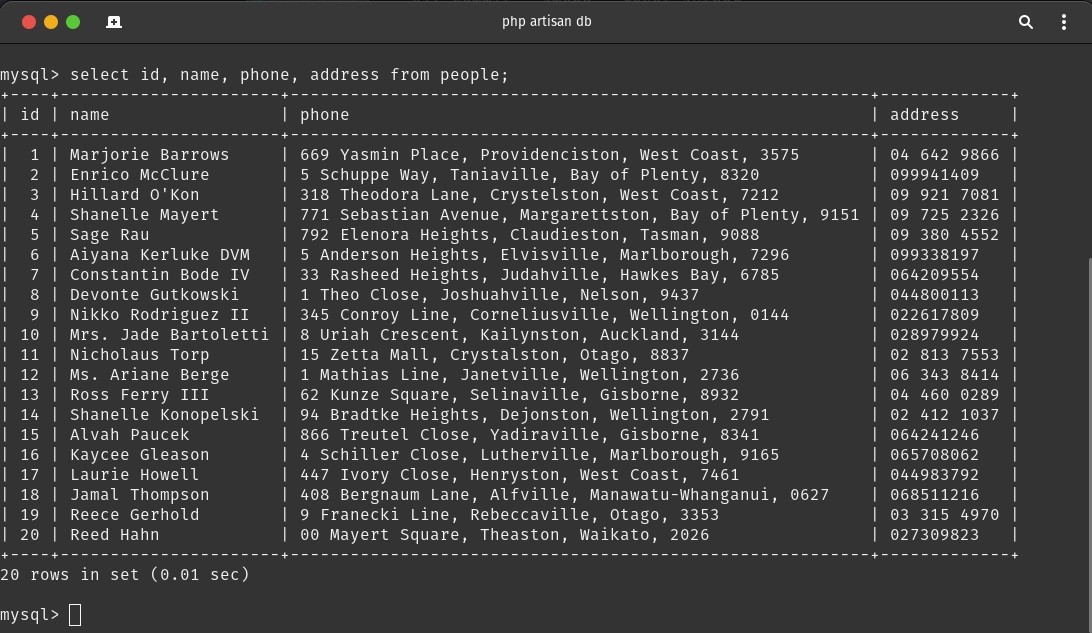 php artisan db
mysql> select id, name, phone, address from people;
+----+----------------------+----------------------------------------------------------+-------------+
| id | name                 | phone                                                    | address     |
+----+----------------------+----------------------------------------------------------+-------------+
|  1 | Marjorie Barrows     | 669 Yasmin Place, Providenciston, West Coast, 3575       | 04 642 9866 |
|  2 | Enrico McClure       | 5 Schuppe Way, Taniaville, Bay of Plenty, 8320           | 099941409   |
|  3 | Hillard O'Kon        | 318 Theodora Lane, Crystelston, West Coast, 7212         | 09 921 7081 |
|  4 | Shanelle Mayert      | 771 Sebastian Avenue, Margarettston, Bay of Plenty, 9151 | 09 725 2326 |
|  5 | Sage Rau             | 792 Elenora Heights, Claudieston, Tasman, 9088           | 09 380 4552 |
|  6 | Aiyana Kerluke DVM   | 5 Anderson Heights, Elvisville, Marlborough, 7296        | 099338197   |
|  7 | Constantin Bode IV   | 33 Rasheed Heights, Judahville, Hawkes Bay, 6785         | 064209554   |
|  8 | Devonte Gutkowski    | 1 Theo Close, Joshuahville, Nelson, 9437                 | 044800113   |
|  9 | Nikko Rodriguez II   | 345 Conroy Line, Corneliusville, Wellington, 0144        | 022617809   |
| 10 | Mrs. Jade Bartoletti | 8 Uriah Crescent, Kailynston, Auckland, 3144             | 028979924   |
| 11 | Nicholaus Torp       | 15 Zetta Mall, Crystalston, Otago, 8837                  | 02 813 7553 |
| 12 | Ms. Ariane Berge     | 1 Mathias Line, Janetville, Wellington, 2736             | 06 343 8414 |
| 13 | Ross Ferry III       | 62 Kunze Square, Selinaville, Gisborne, 8932             | 04 460 0289 |
| 14 | Shanelle Konopelski  | 94 Bradtke Heights, Dejonston, Wellington, 2791          | 02 412 1037 |
| 15 | Alvah Paucek         | 866 Treutel Close, Yadiraville, Gisborne, 8341           | 064241246   |
| 16 | Kaycee Gleason       | 4 Schiller Close, Lutherville, Marlborough, 9165         | 065708062   |
| 17 | Laurie Howell        | 447 Ivory Close, Henryston, West Coast, 7461             | 044983792   |
| 18 | Jamal Thompson       | 408 Bergnaum Lane, Alfville, Manawatu-Whanganui, 0627    | 068511216   |
| 19 | Reece Gerhold        | 9 Franecki Line, Rebeccaville, Otago, 3353               | 03 315 4970 |
| 20 | Reed Hahn            | 00 Mayert Square, Theaston, Waikato, 2026                | 027309823   |
+----+----------------------+----------------------------------------------------------+-------------+
20 rows in set (0.01 sec)
mysql>